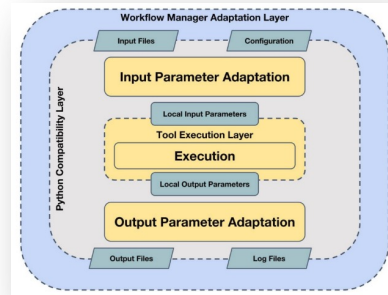 Workflow Manager Adaptation Layer
Input Files
Configuration
Input Parameter Adaptation
Local Input Parameters
Python Compatibility Layer
Tool Execution Layer
Execution
Local Output Parameters
Output Parameter Adaptation
Output Files
Log Files